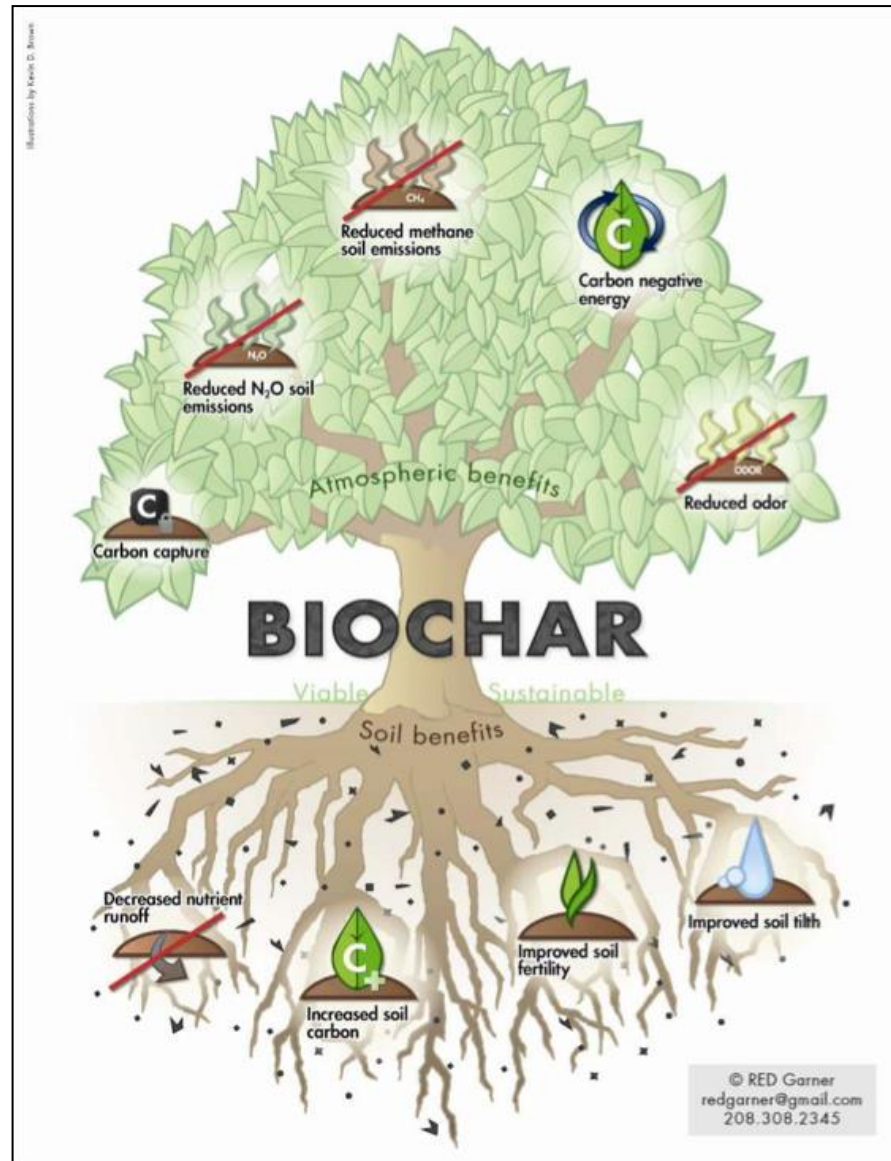 Illustrations by Kevin D. Brown
CH₄
Reduced methane
soil emissions
C
Carbon negative
energy
N₂O
Reduced N₂O soil
emissions
ODOR
Reduced odor
Atmospheric benefits
C
Carbon capture
BIOCHAR
Viable Sustainable
Soil benefits
Decreased nutrient
runoff
C+
Increased soil
carbon
Improved soil
fertility
Improved soil tilth
© RED Garner
redgarner@gmail.com
208.308.2345